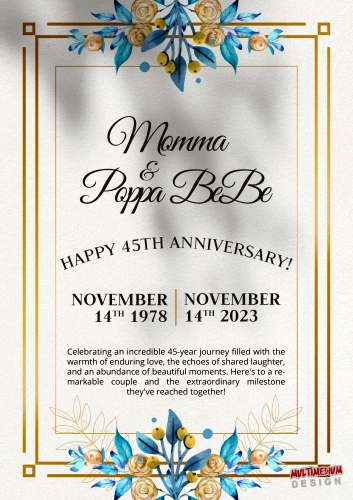 Momma
&
Poppa BeBe
HAPPY 45TH ANNIVERSARY!
NOVEMBER
14TH 1978
NOVEMBER
14TH 2023
Celebrating an incredible 45-year journey filled with the
warmth of enduring love, the echoes of shared laughter,
and an abundance of beautiful moments. Here's to a re-
markable couple and the extraordinary milestone
they've reached together!
MULTIMEDIUM
DESIGN